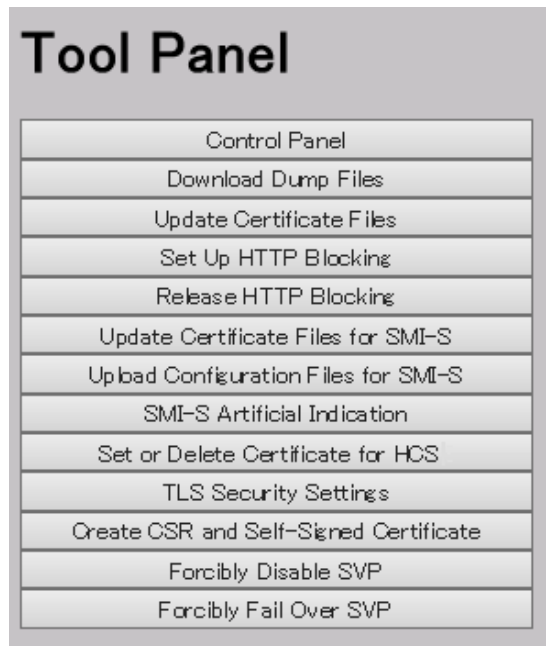 Tool Panel
Control Panel
Download Dump Files
Update Certificate Files
Set Up HTTP Blocking
Release HTTP Blocking
Update Certificate Files for SMI-S
Upload Configuration Files for SMI-S
SMI-S Artificial Indication
Set or Delete Certificate for HCS
TLS Security Settings
Create CSR and Self-Signed Certificate
Forcibly Disable SVP
Forcibly Fail Over SVP